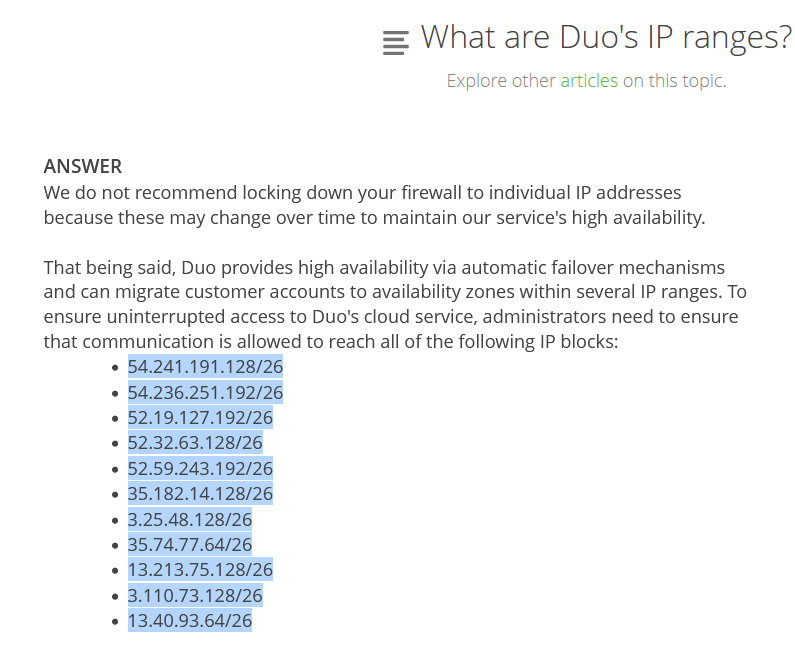 What are Duo's IP ranges?
Explore other articles on this topic.
ANSWER
We do not recommend locking down your firewall to individual IP addresses
because these may change over time to maintain our service's high availability.
That being said, Duo provides high availability via automatic failover mechanisms
and can migrate customer accounts to availability zones within several IP ranges. To
ensure uninterrupted access to Duo's cloud service, administrators need to ensure
that communication is allowed to reach all of the following IP blocks:
• 54.241.191.128/26
• 54.236.251.192/26
• 52.19.127.192/26
• 52.32.63.128/26
• 52.59.243.192/26
• 35.182.14.128/26
• 3.25.48.128/26
• 35.74.77.64/26
• 13.213.75.128/26
• 3.110.73.128/26
• 13.40.93.64/26